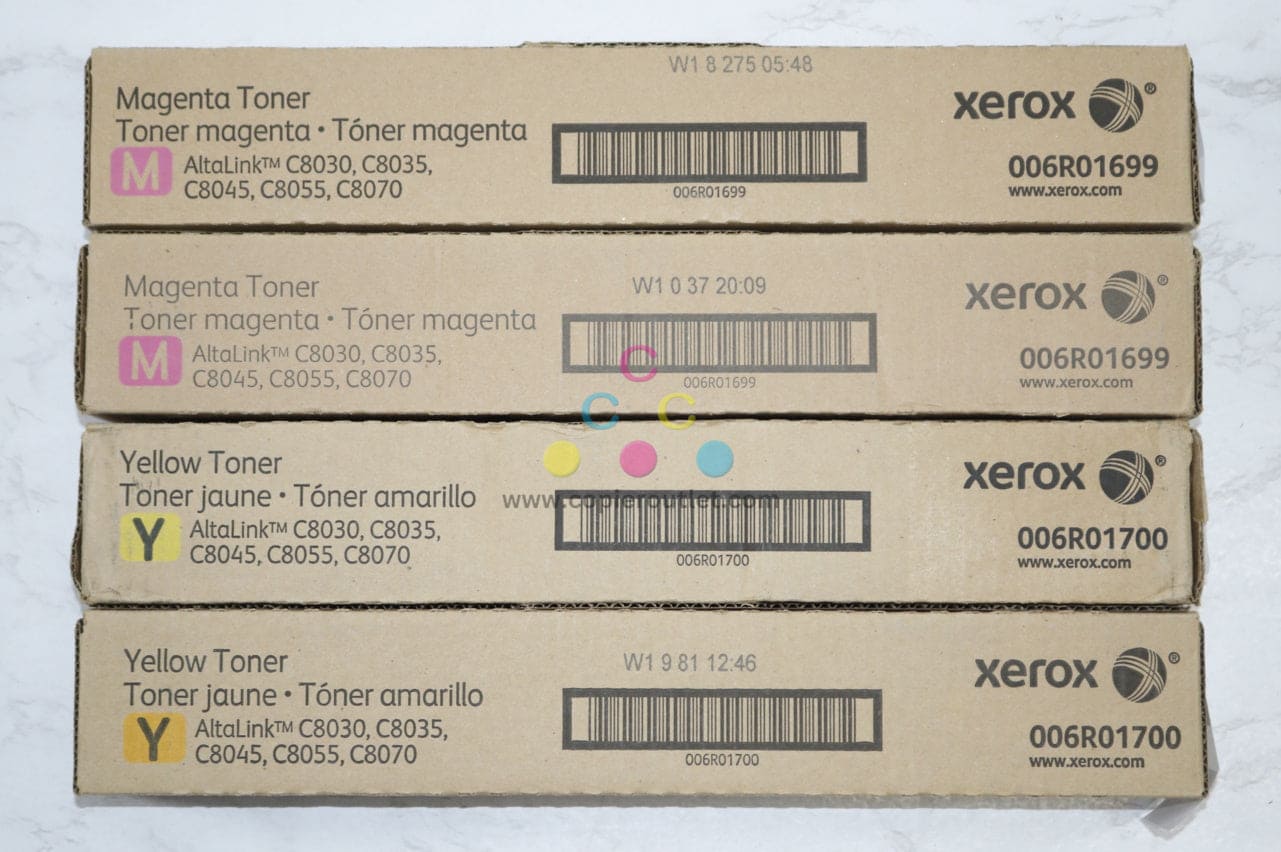 W1 8 275 05:48
Magenta Toner
Toner magenta • Tóner magenta
M
AltaLink™ C8030, C8035,
C8045, C8055, C8070
006R01699
xerox ®
006R01699
www.xerox.com
W1 0 37 20:09
Magenta Toner
Toner magenta • Tóner magenta
M
AltaLink™ C8030, C8035,
C8045, C8055, C8070
006R01699
xerox ®
006R01699
www.xerox.com
C
C C
www.copieroutlet.com
Yellow Toner
Toner jaune • Tóner amarillo
Y
AltaLink™ C8030, C8035,
C8045, C8055, C8070
006R01700
xerox ®
006R01700
www.xerox.com
W1 9 81 12:46
Yellow Toner
Toner jaune • Tóner amarillo
Y
AltaLink™ C8030, C8035,
C8045, C8055, C8070
006R01700
xerox ®
006R01700
www.xerox.com